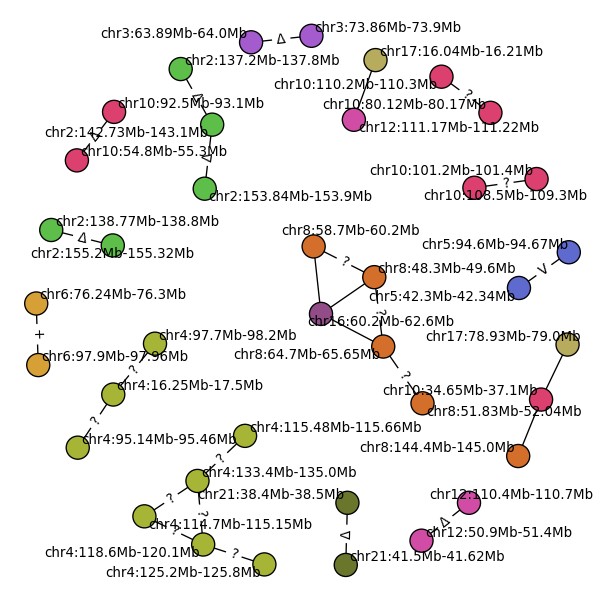 chr3:73.86Mb-73.9Mb
chr3:63.89Mb-64.0Mb
Δ
chr17:16.04Mb-16.21Mb
chr2:137.2Mb-137.8Mb
chr10:110.2Mb-110.3Mb
?
chr10:92.5Mb-93.1Mb
chr10:80.12Mb-80.17Mb
chr12:111.17Mb-111.22Mb
chr2:142.73Mb-143.1Mb
chr10:54.8Mb-55.3Mb
chr10:101.2Mb-101.4Mb
?
chr10:108.5Mb-109.3Mb
chr2:153.84Mb-153.9Mb
chr2:138.77Mb-138.8Mb
Δ
chr2:155.2Mb-155.32Mb
chr8:58.7Mb-60.2Mb
?
chr8:48.3Mb-49.6Mb
chr5:94.6Mb-94.67Mb
V
chr5:42.3Mb-42.34Mb
chr6:76.24Mb-76.3Mb
+
chr6:97.9Mb-97.96Mb
chr16:60.2Mb-62.6Mb
?
chr8:64.7Mb-65.65Mb
?
chr17:78.93Mb-79.0Mb
chr4:97.7Mb-98.2Mb
?
chr4:16.25Mb-17.5Mb
?
chr4:95.14Mb-95.46Mb
chr10:34.65Mb-37.1Mb
chr8:51.83Mb-52.04Mb
chr8:144.4Mb-145.0Mb
chr4:115.48Mb-115.66Mb
?
chr4:133.4Mb-135.0Mb
?
?
chr21:38.4Mb-38.5Mb
chr4:114.7Mb-115.15Mb
?
chr4:118.6Mb-120.1Mb
?
chr4:125.2Mb-125.8Mb
Δ
chr21:41.5Mb-41.62Mb
chr12:110.4Mb-110.7Mb
Δ
chr12:50.9Mb-51.4Mb